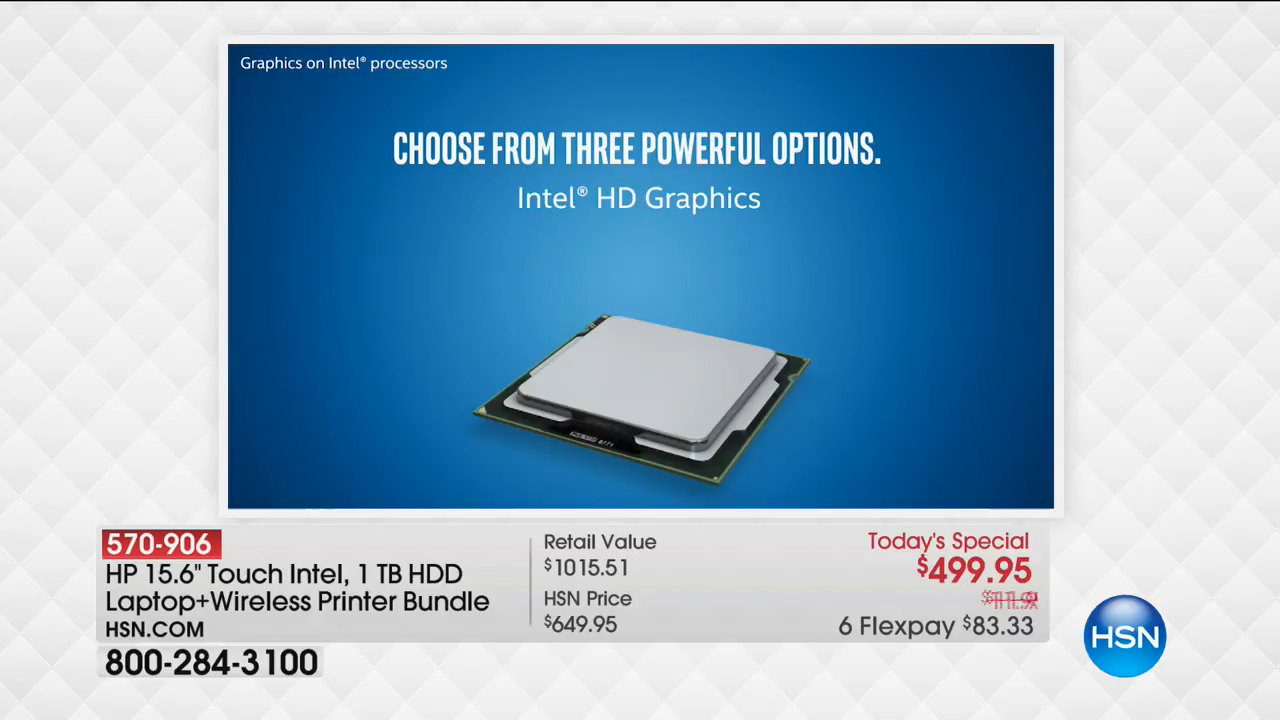 Graphics on Intel® processors
CHOOSE FROM THREE POWERFUL OPTIONS.
Intel® HD Graphics
570-906
HP 15.6" Touch Intel, 1 TB HDD
Laptop+Wireless Printer Bundle
HSN.COM
800-284-3100
Retail Value
$1015.51
HSN Price
$649.95
Today's Special
$499.95
6 Flexpay $83.33
HSN